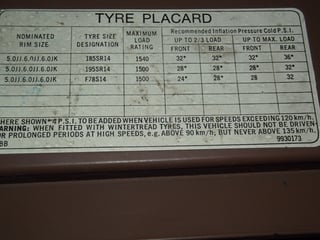 TYRE PLACARD
NOMINATED RIM SIZE TYRE SIZE DESIGNATION MAXIMUM LOAD RATING Recommended Inflation Pressure Cold P.S.I.
UP TO 2/3 LOAD UP TO MAX. LOAD
FRONT REAR FRONT REAR
5.0JJ.6.0JJ.6.0JK 185SR14 1540 32* 32* 32* 36*
5.0JJ.6.0JJ.6.0JK 195SR14 1500 28* 28* 28* 32*
5.0JJ.6.0JJ.6.0JK F78S14 1500 24* 28* 28 32
HERE SHOWN *4 P.S.I. TO BE ADDED WHEN VEHICLE IS USED FOR SPEEDS EXCEEDING 120 km/h.
WARNING: WHEN FITTED WITH WINTERTREAD TYRES, THIS VEHICLE SHOULD NOT BE DRIVEN
FOR PROLONGED PERIODS AT HIGH SPEEDS, e.g. ABOVE 90 km/h, BUT NEVER ABOVE 135 km/h.
9930173